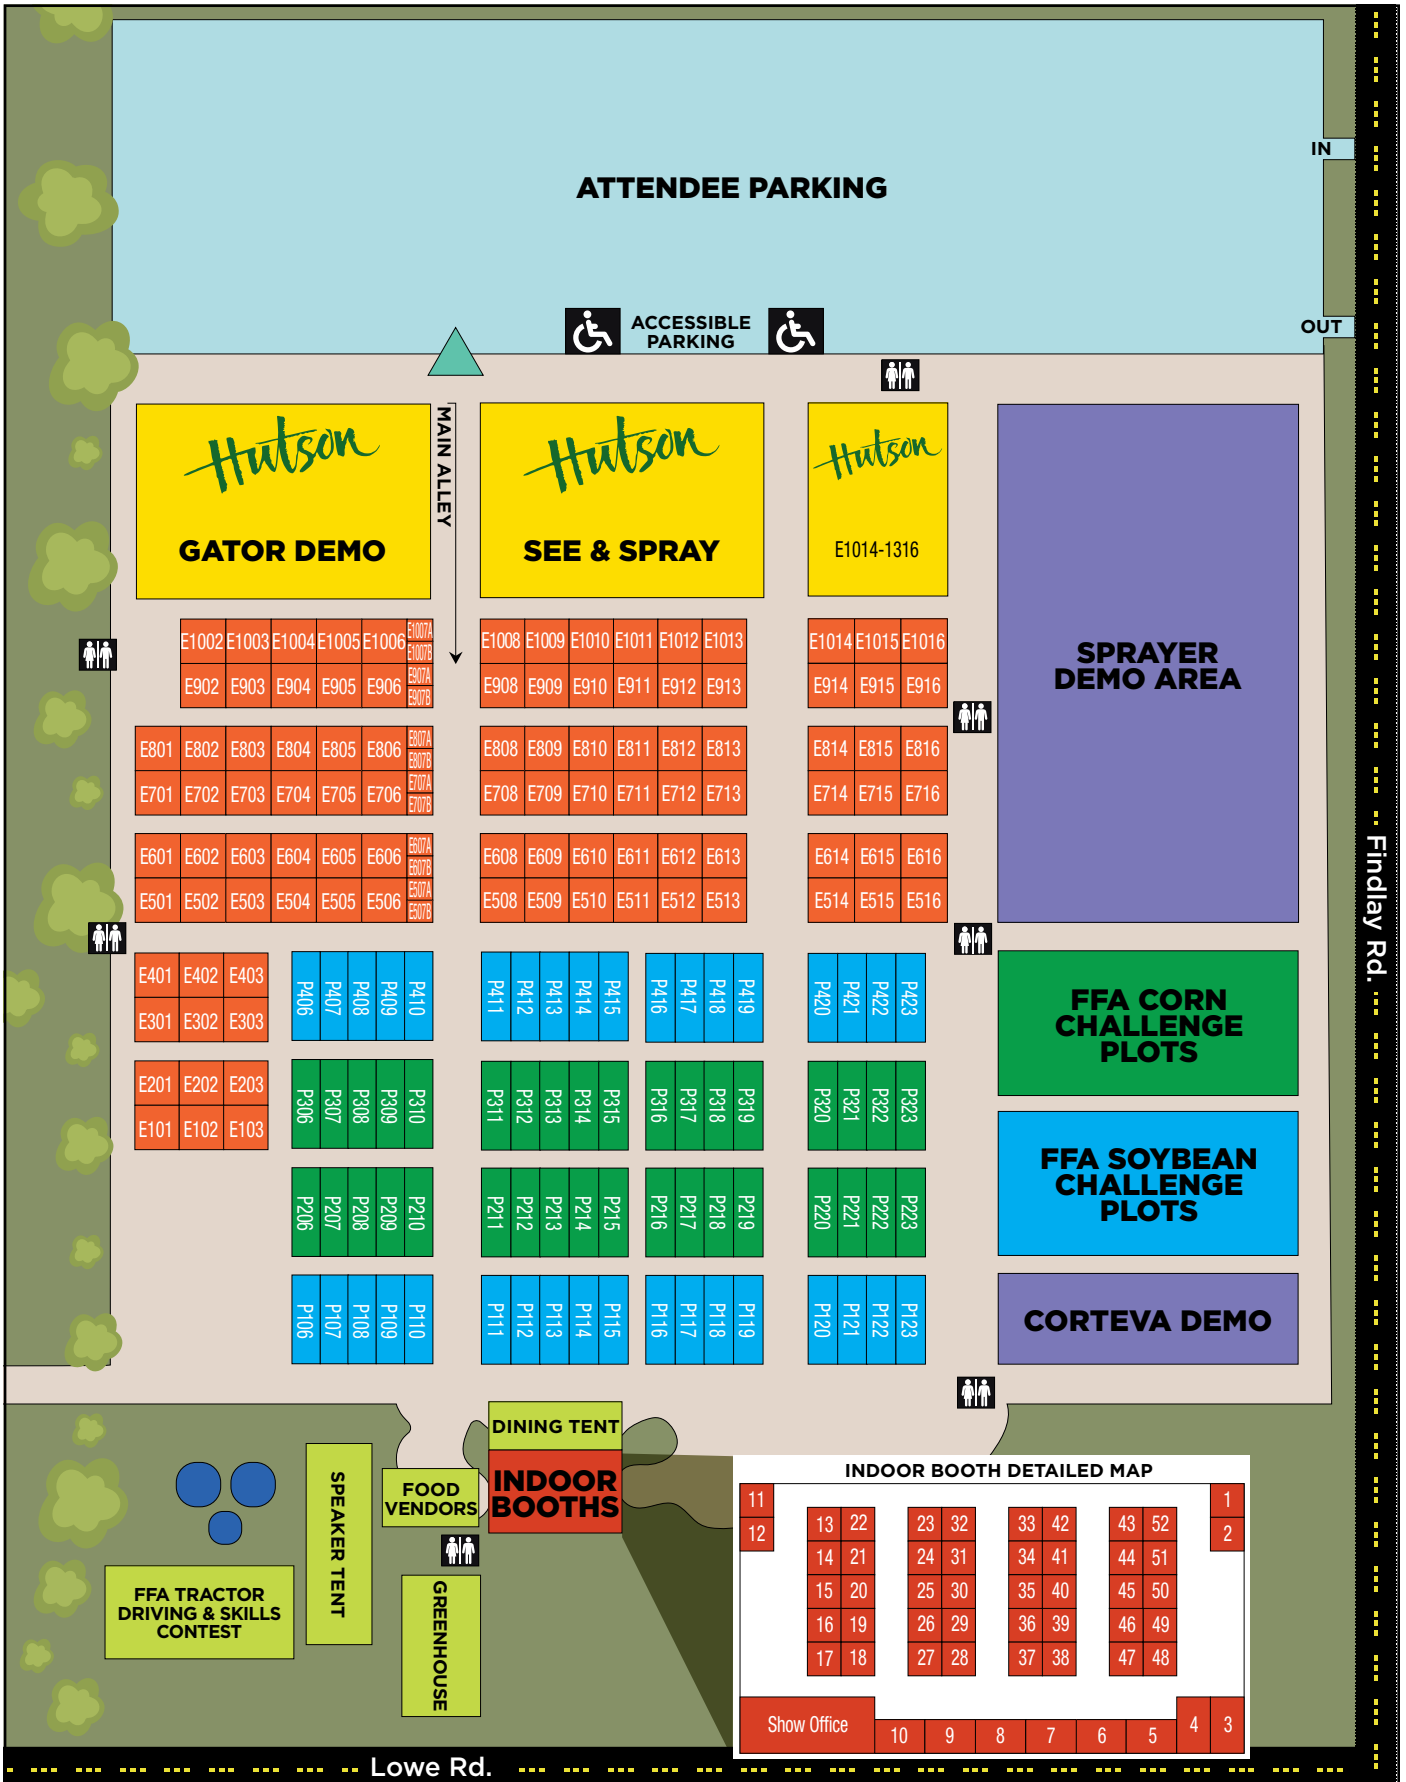 IN
ATTENDEE PARKING
ACCESSIBLE
PARKING
OUT
MAIN ALLEY
Hutson
GATOR DEMO
Hutson
SEE & SPRAY
Hutson
E1014-1316
SPRAYER
DEMO AREA
E1002 E1003 E1004 E1005 E1006 E1007A E1007B
E902 E903 E904 E905 E906 E907A E907B
E1008 E1009 E1010 E1011 E1012 E1013
E908 E909 E910 E911 E912 E913
E1014 E1015 E1016
E914 E915 E916
E801 E802 E803 E804 E805 E806 E807A E807B
E701 E702 E703 E704 E705 E706 E707A E707B
E808 E809 E810 E811 E812 E813
E708 E709 E710 E711 E712 E713
E814 E815 E816
E714 E715 E716
E601 E602 E603 E604 E605 E606 E607A E607B
E501 E502 E503 E504 E505 E506 E507A E507B
E608 E609 E610 E611 E612 E613
E508 E509 E510 E511 E512 E513
E614 E615 E616
E514 E515 E516
Findlay Rd.
E401 E402 E403
E301 E302 E303
P406 P407 P408 P409 P410
P411 P412 P413 P414 P415
P416 P417 P418 P419
P420 P421 P422 P423
FFA CORN
CHALLENGE
PLOTS
E201 E202 E203
E101 E102 E103
P306 P307 P308 P309 P310
P311 P312 P313 P314 P315
P316 P317 P318 P319
P320 P321 P322 P323
FFA SOYBEAN
CHALLENGE
PLOTS
P206 P207 P208 P209 P210
P211 P212 P213 P214 P215
P216 P217 P218 P219
P220 P221 P222 P223
P106 P107 P108 P109 P110
P111 P112 P113 P114 P115
P116 P117 P118 P119
P120 P121 P122 P123
CORTEVA DEMO
DINING TENT
INDOOR
BOOTHS
FOOD
VENDORS
SPEAKER TENT
GREENHOUSE
FFA TRACTOR
DRIVING & SKILLS
CONTEST
INDOOR BOOTH DETAILED MAP
11 1
12 2
13 22 23 32 33 42 43 52
14 21 24 31 34 41 44 51
15 20 25 30 35 40 45 50
16 19 26 29 36 39 46 49
17 18 27 28 37 38 47 48
Show Office 10 9 8 7 6 5 4 3
Lowe Rd.